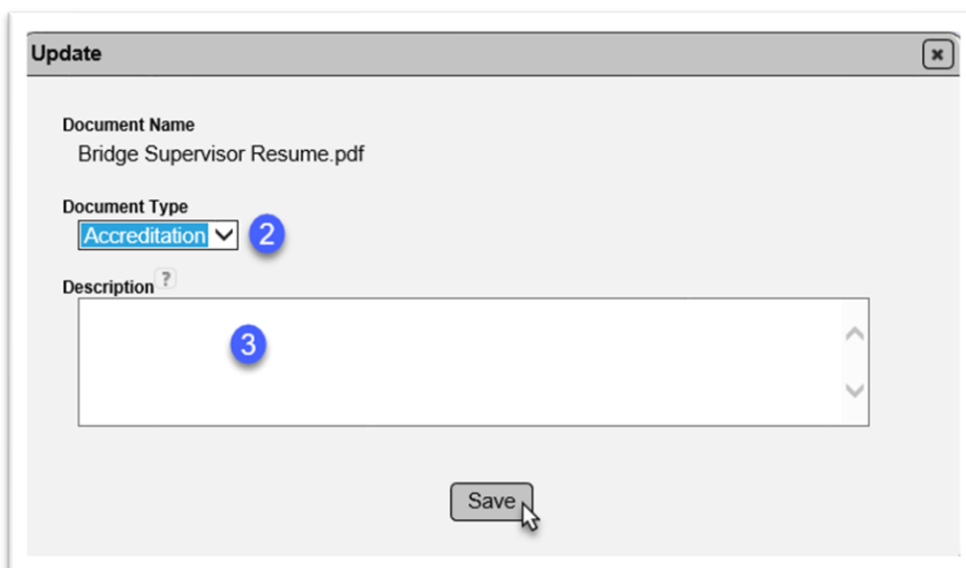 Update
Document Name
Bridge Supervisor Resume.pdf
Document Type
Accreditation 2
Description ?
3
Save